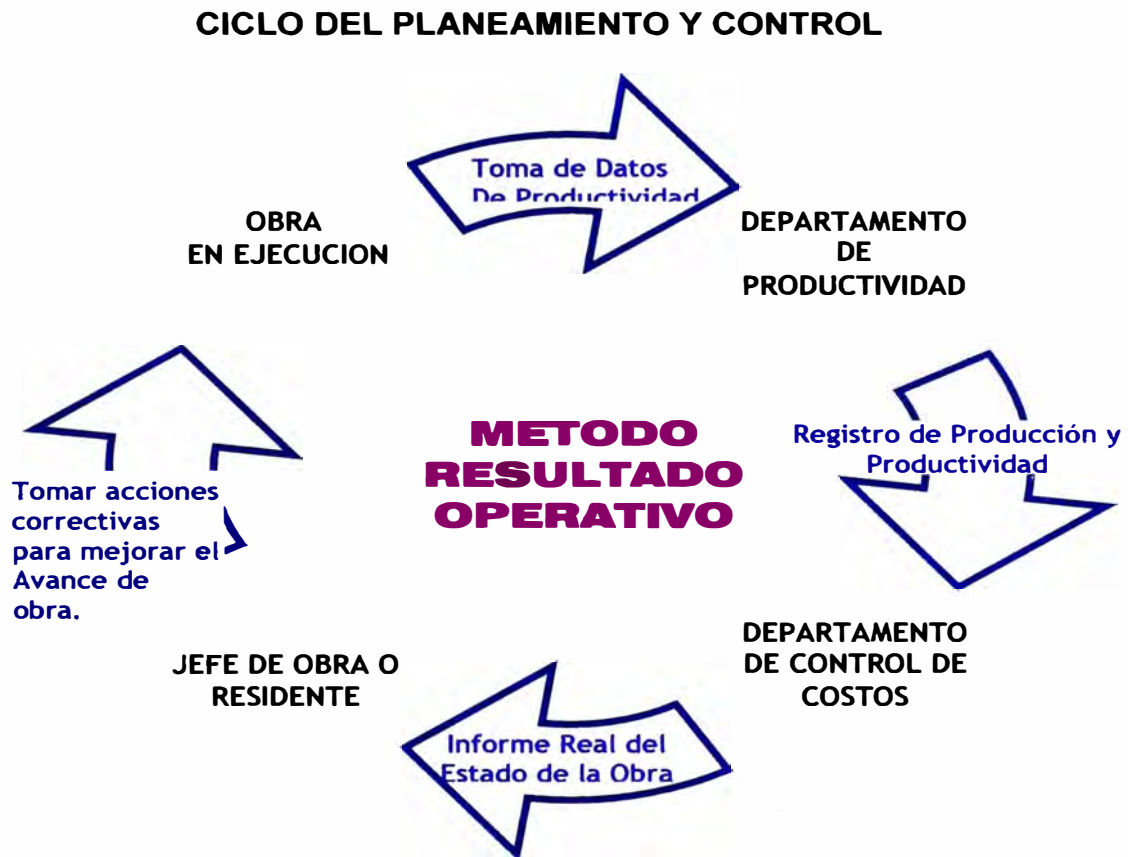 CICLO DEL PLANEAMIENTO Y CONTROL
Toma de Datos
De Productividad
OBRA
EN EJECUCION
DEPARTAMENTO
DE
PRODUCTIVIDAD
METODO
RESULTADO
OPERATIVO
Registro de Producción y
Productividad
Tomar acciones
correctivas
para mejorar el
Avance de
obra.
DEPARTAMENTO
DE CONTROL DE
COSTOS
JEFE DE OBRA O
RESIDENTE
Informe Real del
Estado de la Obra